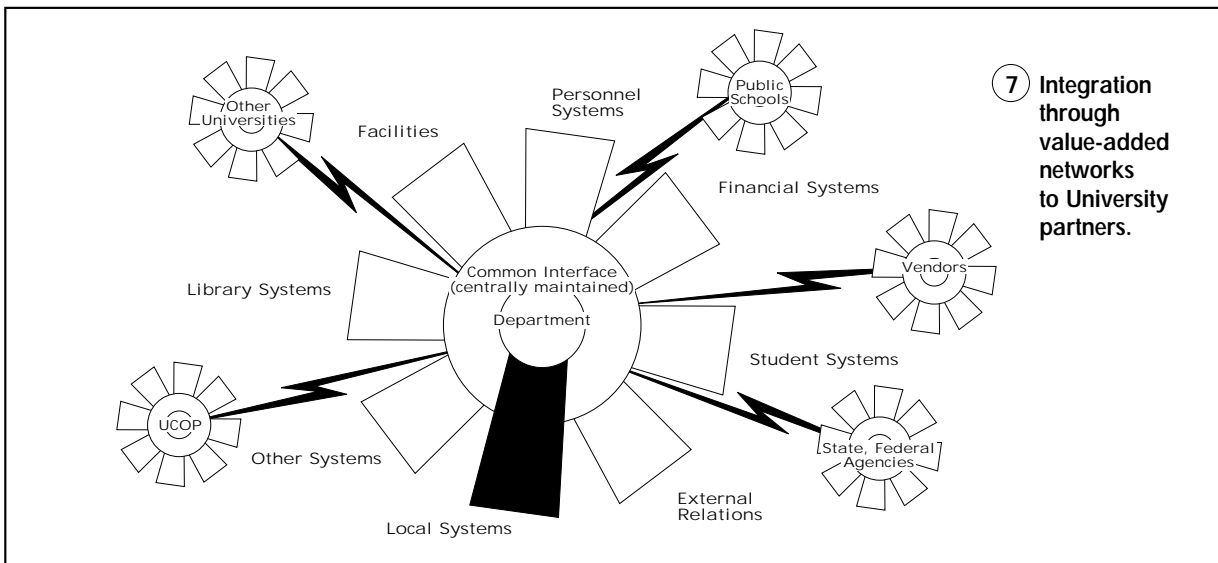 Other
Universities
Facilities
Personnel
Systems
Public
Schools
7 Integration
through
value-added
networks
to University
partners.
Financial Systems
Library Systems
Common Interface
(centrally maintained)
Department
Vendors
Student Systems
UCOP
Other Systems
State, Federal
Agencies
External
Relations
Local Systems